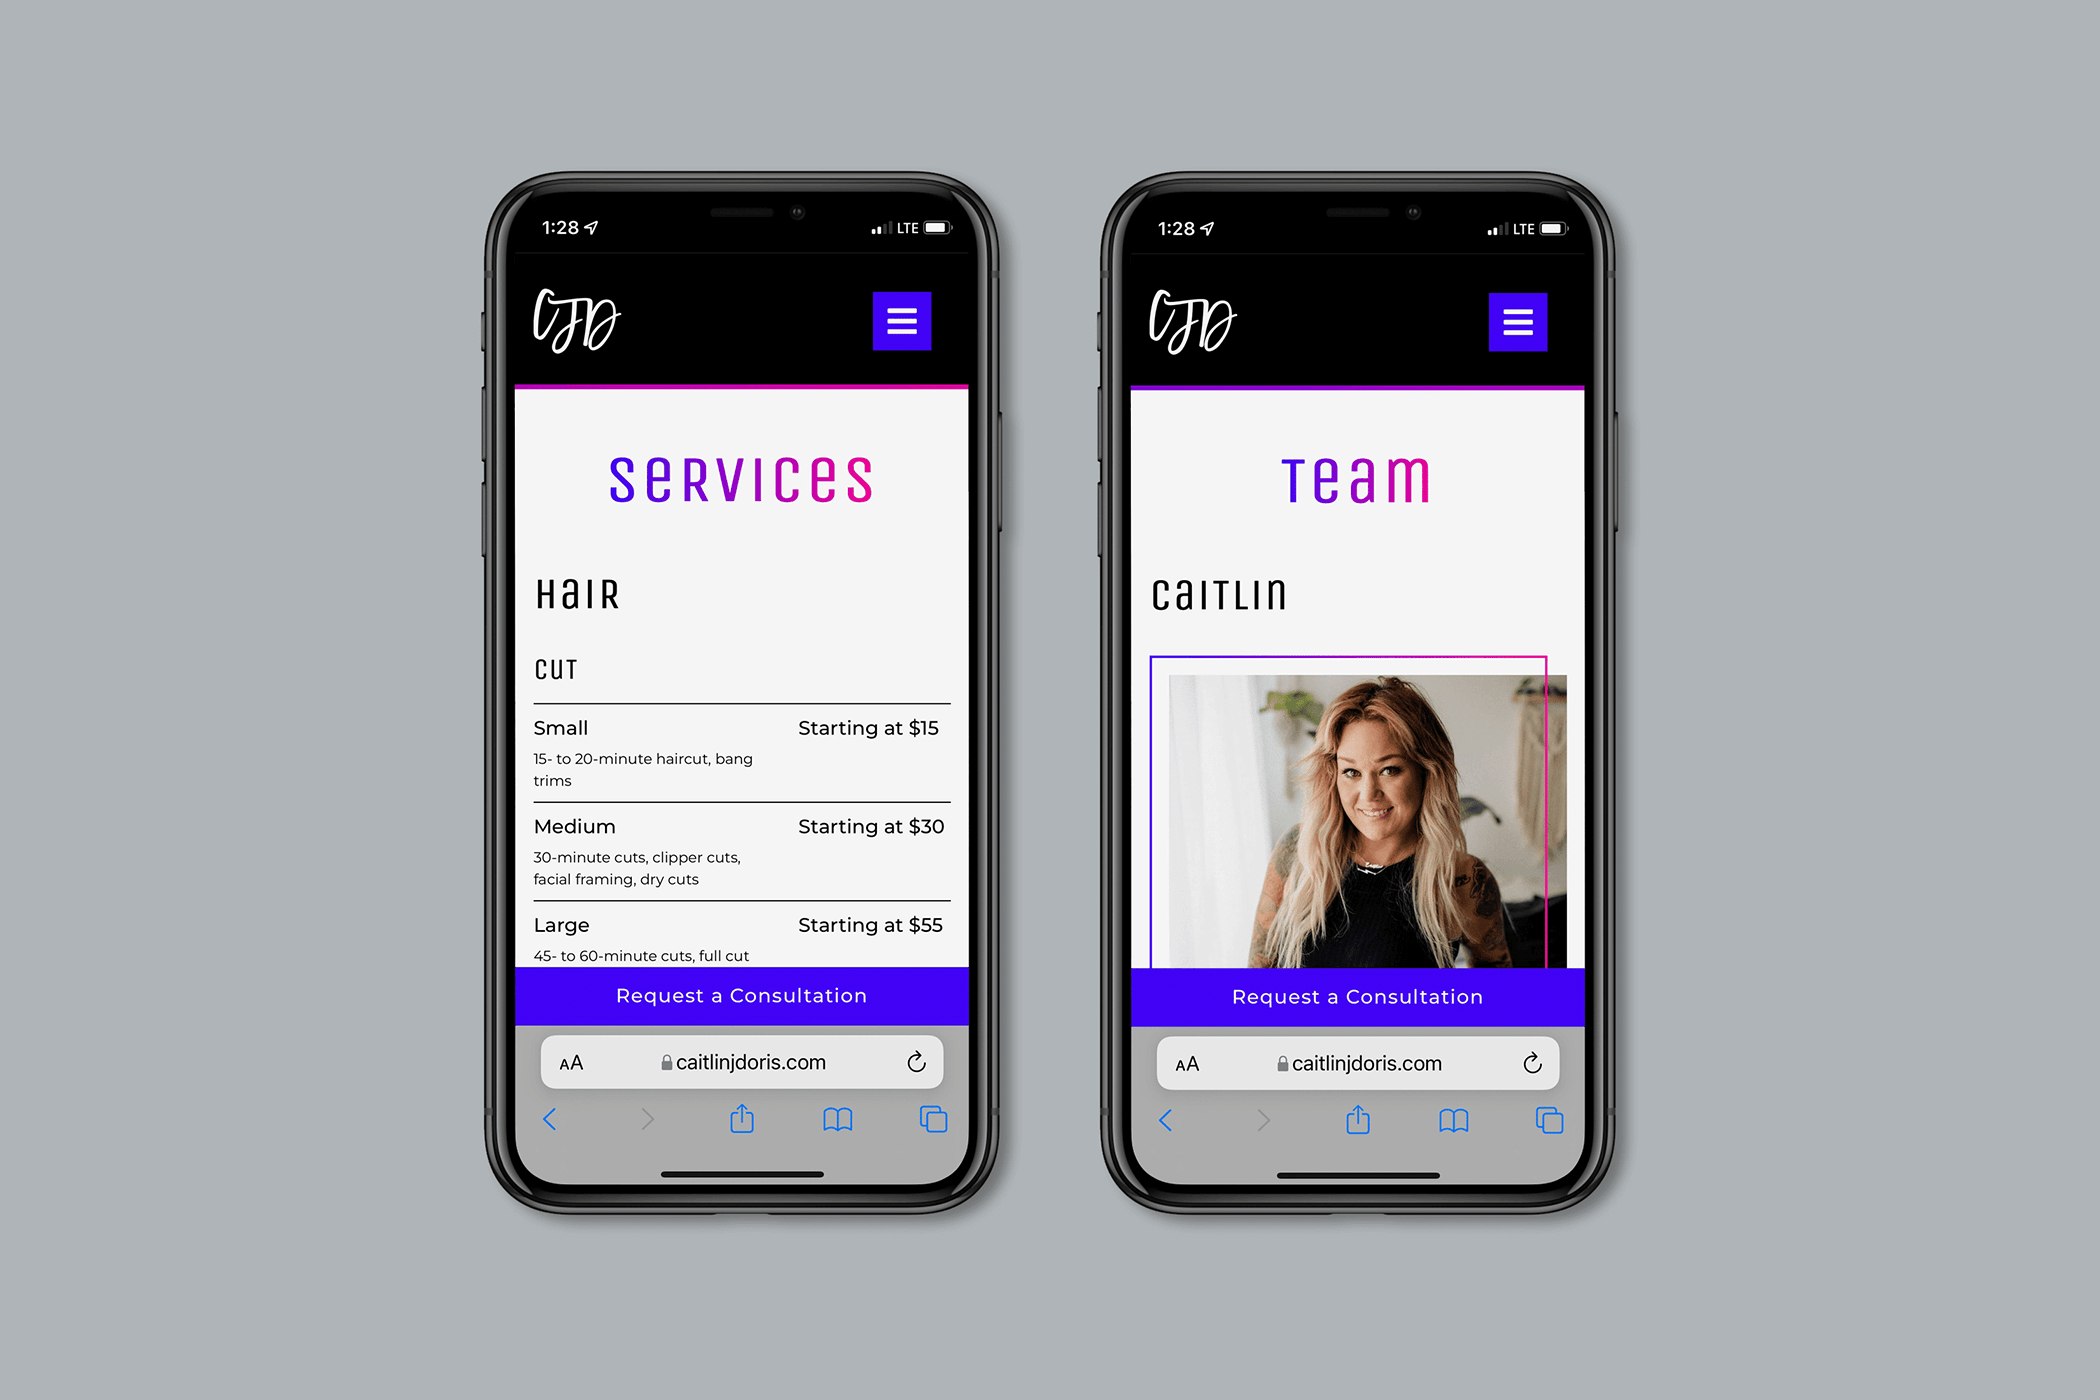 1:28
LTE
CJD
SERVICES
HAIR
CUT
Small
Starting at $15
15- to 20-minute haircut, bang
trims
Medium
Starting at $30
30-minute cuts, clipper cuts,
facial framing, dry cuts
Large
Starting at $55
45- to 60-minute cuts, full cut
Request a Consultation
AA
caitlinjdoris.com
1:28
LTE
CJD
TEAM
CAITLIN
Request a Consultation
AA
caitlinjdoris.com